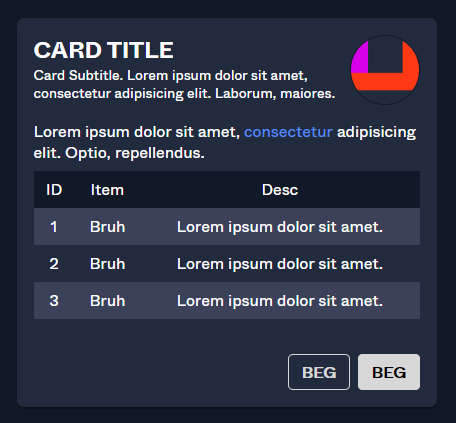 CARD TITLE
Card Subtitle. Lorem ipsum dolor sit amet,
consectetur adipisicing elit. Laborum, maiores.
Lorem ipsum dolor sit amet, consectetur adipisicing
elit. Optio, repellendus.
ID Item Desc
1 Bruh Lorem ipsum dolor sit amet.
2 Bruh Lorem ipsum dolor sit amet.
3 Bruh Lorem ipsum dolor sit amet.
BEG BEG